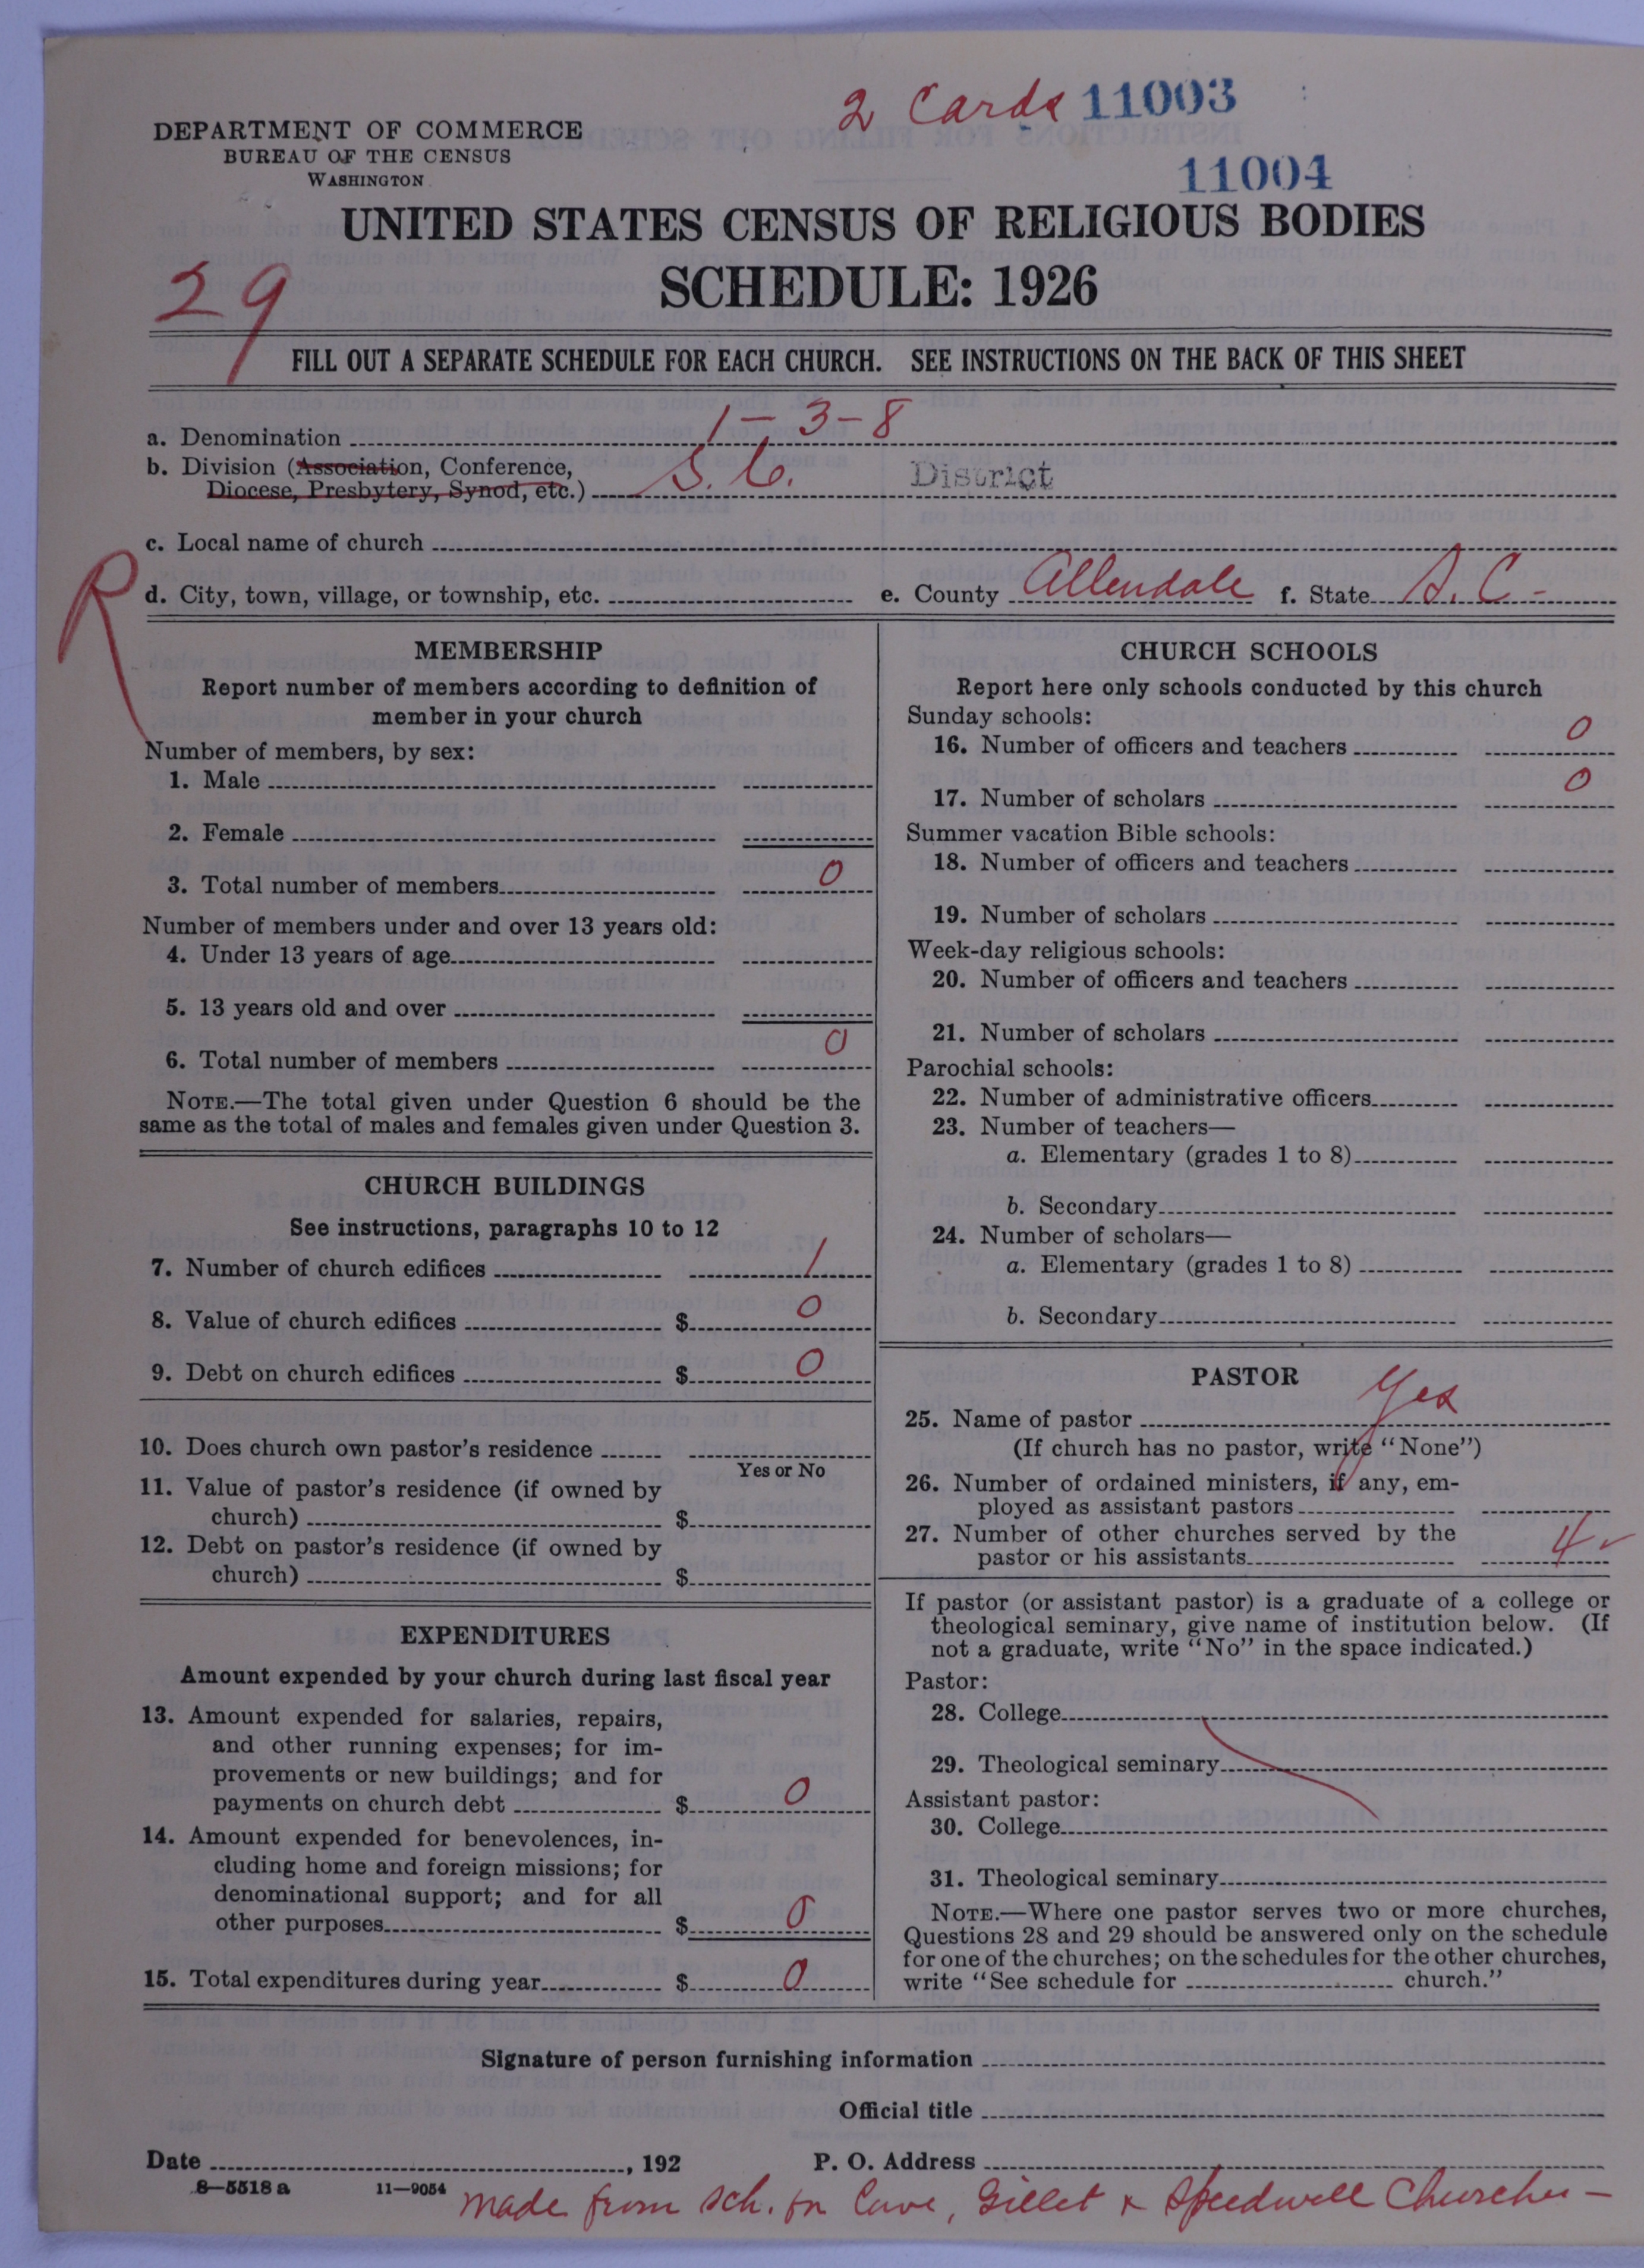 2 Cards 11003
DEPARTMENT OF COMMERCE
BUREAU OF THE CENSUS
WASHINGTON
11004
UNITED STATES CENSUS OF RELIGIOUS BODIES
SCHEDULE: 1926
29
FILL OUT A SEPARATE SCHEDULE FOR EACH CHURCH. SEE INSTRUCTIONS ON THE BACK OF THIS SHEET
a. Denomination 1-3-8
b. Division (Association, Conference,
Diocese, Presbytery, Synod, etc.) S.C. District
c. Local name of church
R
d. City, town, village, or township, etc. e. County Allendale f. State S.C-
MEMBERSHIP
Report number of members according to definition of
member in your church
Number of members, by sex:
1. Male
2. Female
3. Total number of members 0
Number of members under and over 13 years old:
4. Under 13 years of age
5. 13 years old and over
6. Total number of members 0
NOTE.—The total given under Question 6 should be the
same as the total of males and females given under Question 3.
CHURCH BUILDINGS
See instructions, paragraphs 10 to 12
7. Number of church edifices 1
8. Value of church edifices $ 0
9. Debt on church edifices $ 0
10. Does church own pastor's residence
Yes or No
11. Value of pastor's residence (if owned by
church) $
12. Debt on pastor's residence (if owned by
church) $
EXPENDITURES
Amount expended by your church during last fiscal year
13. Amount expended for salaries, repairs,
and other running expenses; for im-
provements or new buildings; and for
payments on church debt $ 0
14. Amount expended for benevolences, in-
cluding home and foreign missions; for
denominational support; and for all
other purposes $ 0
15. Total expenditures during year $ 0
CHURCH SCHOOLS
Report here only schools conducted by this church
Sunday schools:
16. Number of officers and teachers 0
17. Number of scholars 0
Summer vacation Bible schools:
18. Number of officers and teachers
19. Number of scholars
Week-day religious schools:
20. Number of officers and teachers
21. Number of scholars
Parochial schools:
22. Number of administrative officers
23. Number of teachers—
a. Elementary (grades 1 to 8)
b. Secondary
24. Number of scholars—
a. Elementary (grades 1 to 8)
b. Secondary
PASTOR
25. Name of pastor Yes
(If church has no pastor, write "None")
26. Number of ordained ministers, if any, em-
ployed as assistant pastors
27. Number of other churches served by the
pastor or his assistants 4 ✓
If pastor (or assistant pastor) is a graduate of a college or
theological seminary, give name of institution below. (If
not a graduate, write "No" in the space indicated.)
Pastor:
28. College
29. Theological seminary
Assistant pastor:
30. College
31. Theological seminary
NOTE.—Where one pastor serves two or more churches,
Questions 28 and 29 should be answered only on the schedule
for one of the churches; on the schedules for the other churches,
write "See schedule for church."
Signature of person furnishing information
Official title
Date , 192 P. O. Address
8—5518 a 11—9054
made from sch. for Cave, Gillet & Speedwell Churches -